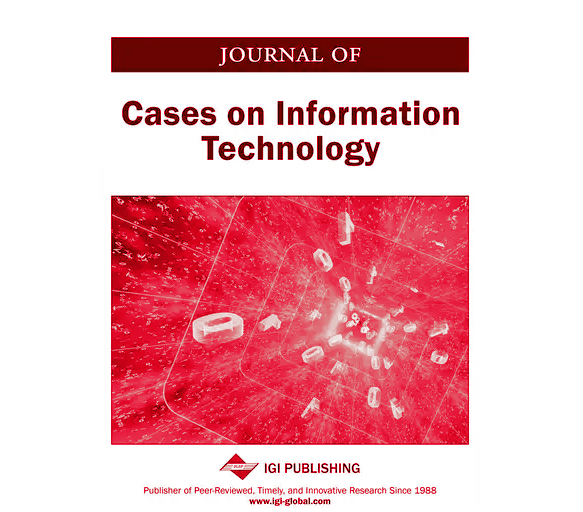 JOURNAL OF
Cases on Information
Technology
IGI PUBLISHING
Publisher of Peer-Reviewed, Timely, and Innovative Research Since 1988
www.igi-global.com